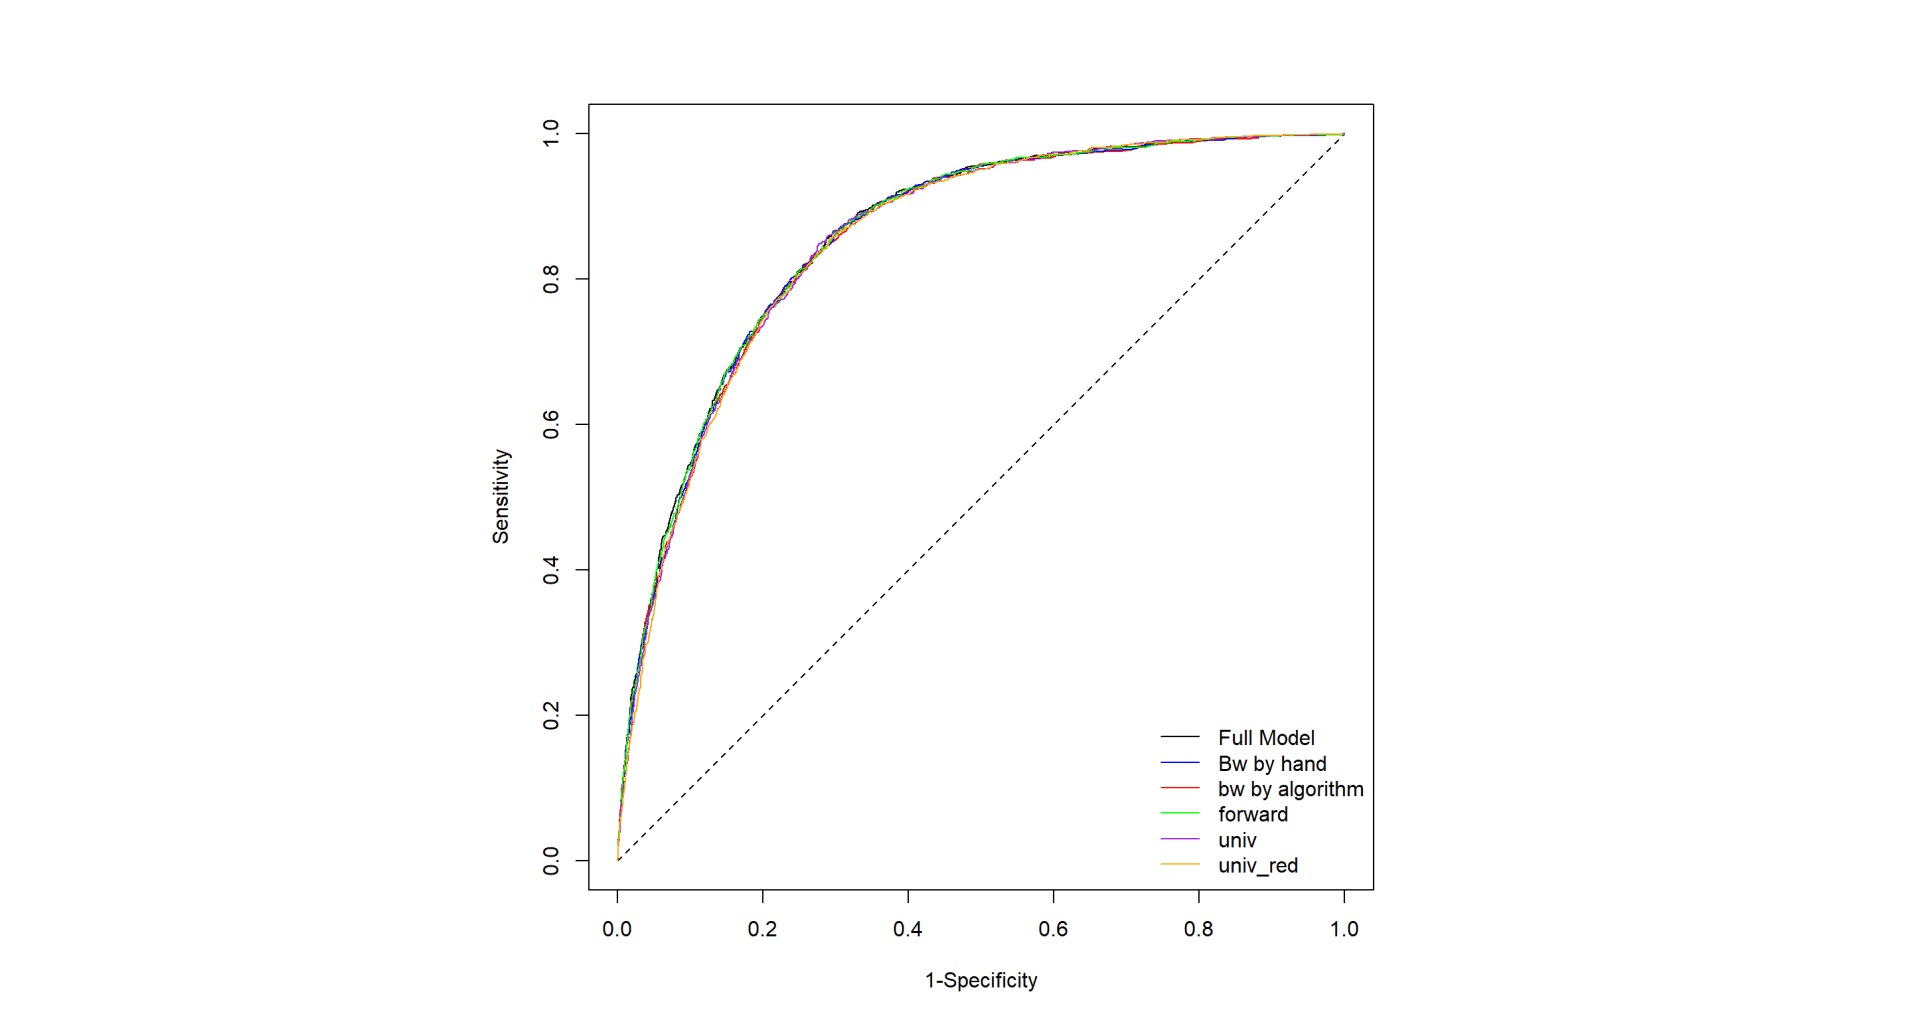 1.0
0.8
0.6
0.4
0.2
0.0
Sensitivity
Full Model
Bw by hand
bw by algorithm
forward
univ
univ_red
0.0 0.2 0.4 0.6 0.8 1.0
1-Specificity